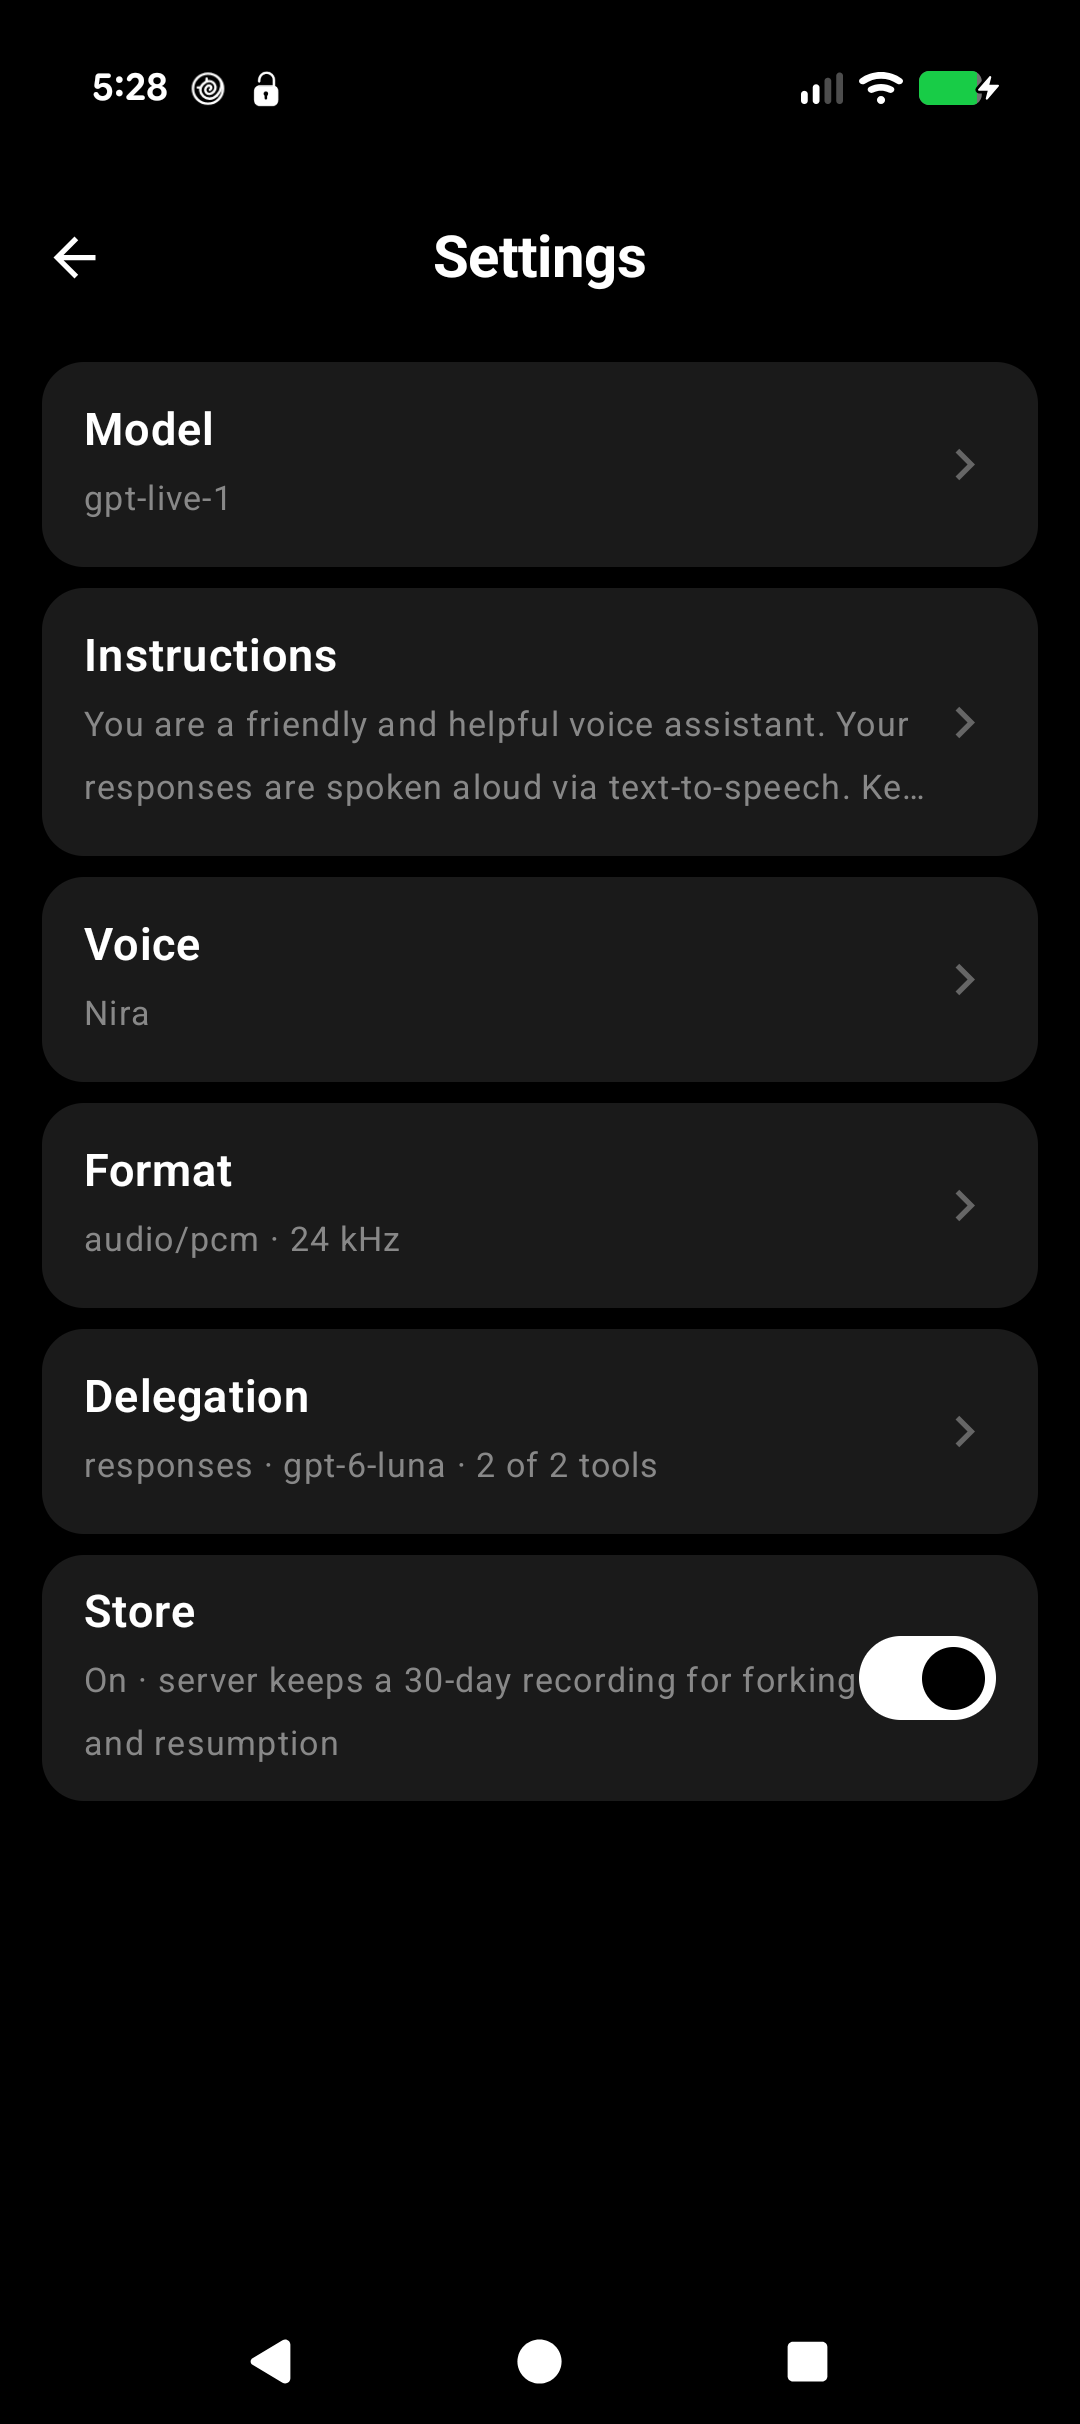 5:28
Settings
Model
gpt-live-1
Instructions
You are a friendly and helpful voice assistant. Your
responses are spoken aloud via text-to-speech. Ke…
Voice
Nira
Format
audio/pcm · 24 kHz
Delegation
responses · gpt-6-luna · 2 of 2 tools
Store
On · server keeps a 30-day recording for forking
and resumption